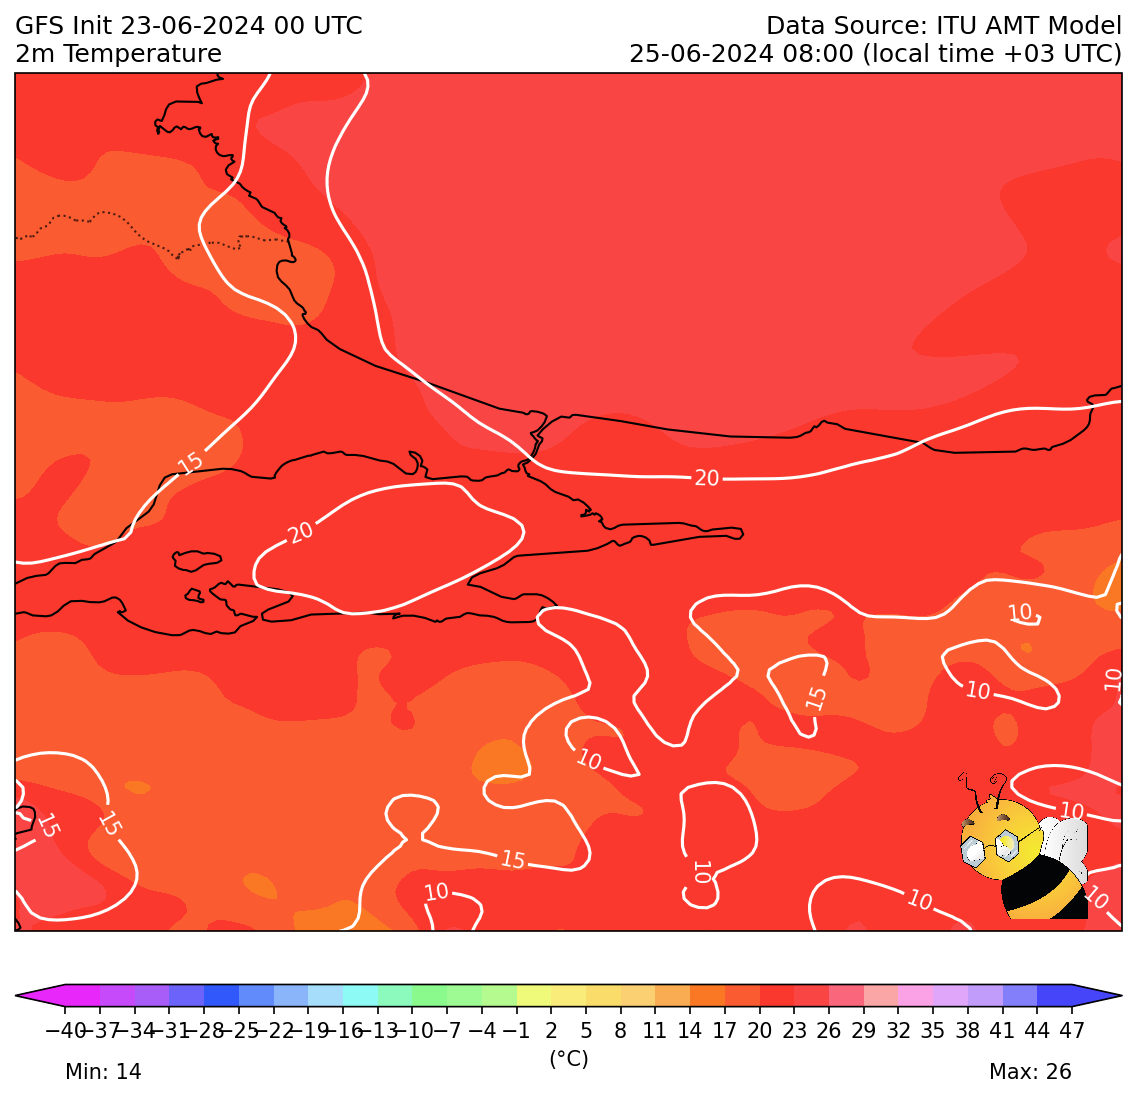 GFS Init 23-06-2024 00 UTC
Data Source: ITU AMT Model
2m Temperature
25-06-2024 08:00 (local time +03 UTC)
15
20
20
10
10
10
15
10
15
15
10
15
10
10
10
10
−40 −37 −34 −31 −28 −25 −22 −19 −16 −13 −10 −7 −4 −1 2 5 8 11 14 17 20 23 26 29 32 35 38 41 44 47
(°C)
Min: 14
Max: 26